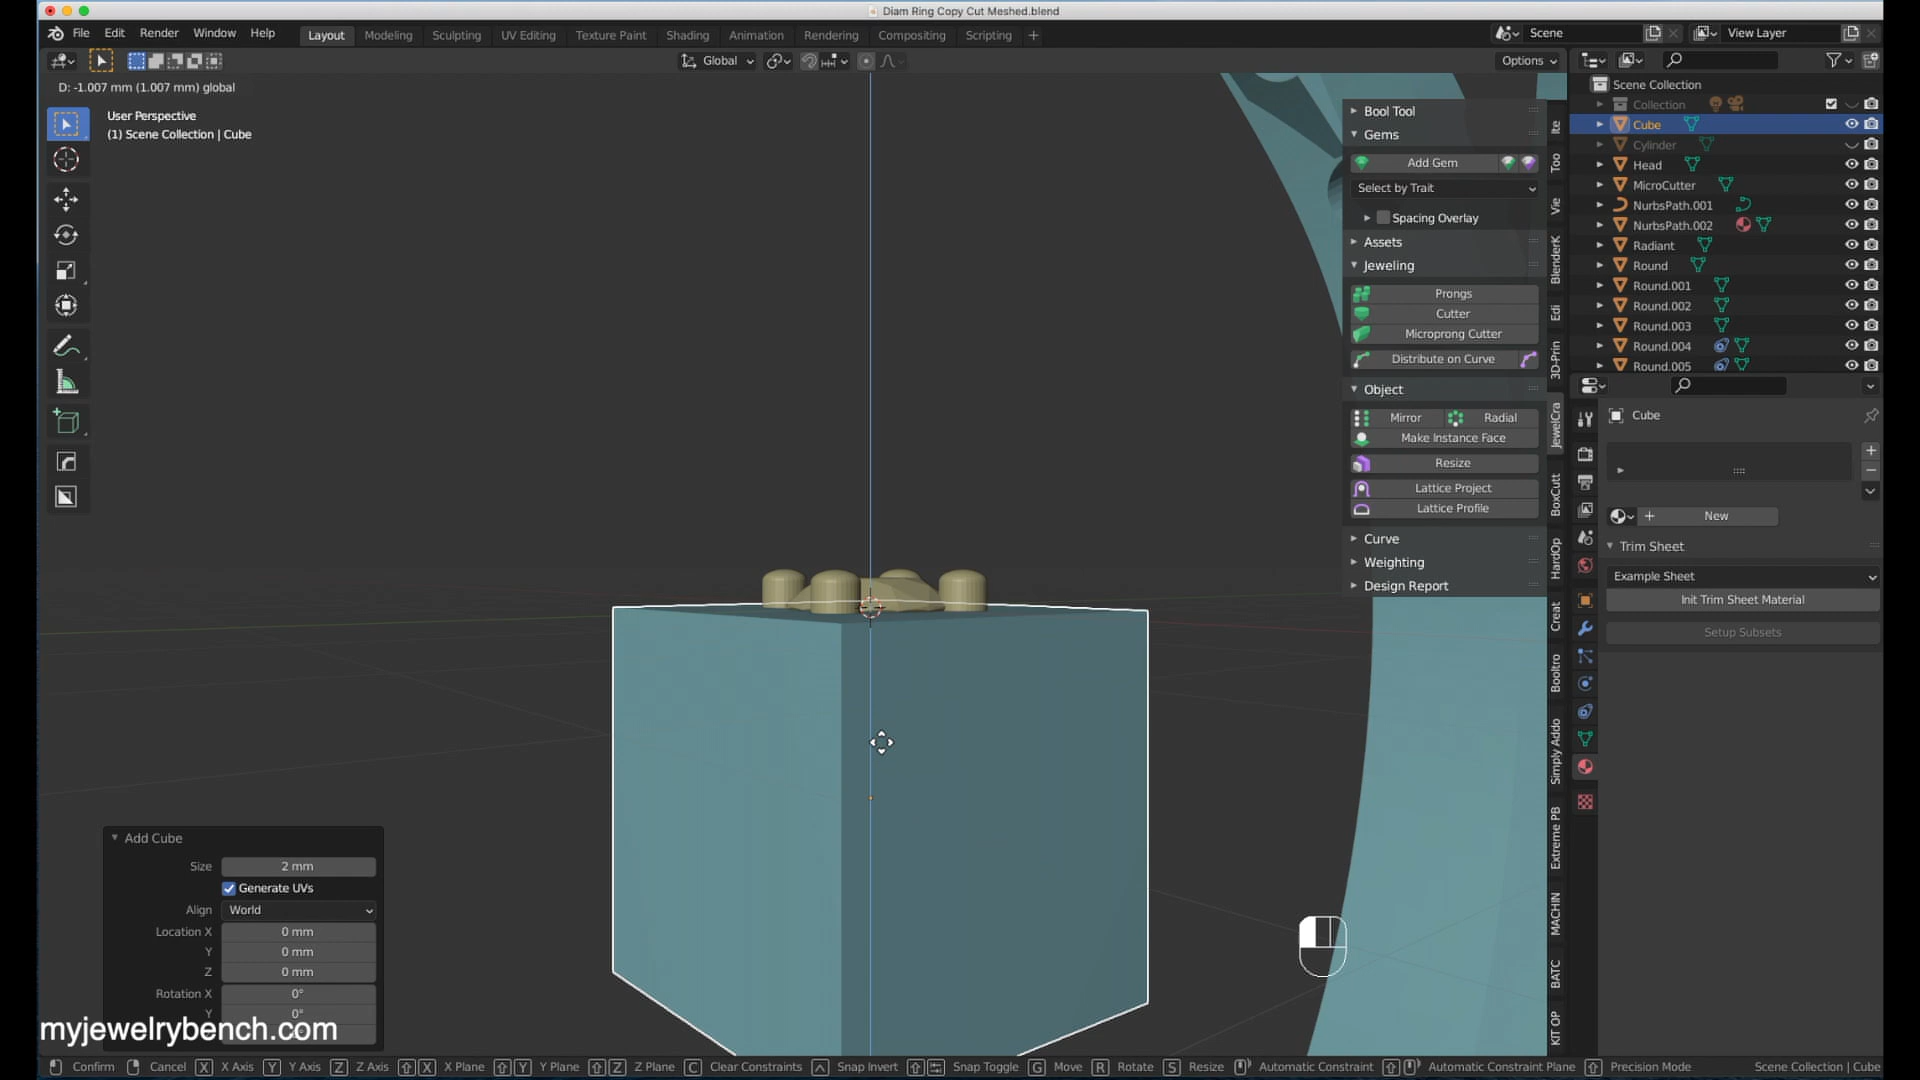 Diam Ring Copy Cut Meshed.blend
File Edit Render Window Help
Layout Modeling Sculpting UV Editing Texture Paint Shading Animation Rendering Compositing Scripting +
Scene
View Layer
Global
Options
D: -1.007 mm (1.007 mm) global
User Perspective
(1) Scene Collection | Cube
Bool Tool
Gems
Add Gem
Select by Trait
Spacing Overlay
Assets
Jeweling
Prongs
Cutter
Microprong Cutter
Distribute on Curve
Object
Mirror
Radial
Make Instance Face
Resize
Lattice Project
Lattice Profile
Curve
Weighting
Design Report
Ite
Too
Vie
BlenderK
Edi
3D-Prin
JewelCra
BoxCutt
HardOp
Creat
Booltro
Simply Addo
Extreme PB
MACHIN
BATC
KIT OP
Scene Collection
Collection
Cube
Cylinder
Head
MicroCutter
NurbsPath.001
NurbsPath.002
Radiant
Round
Round.001
Round.002
Round.003
Round.004
Round.005
Cube
New
Trim Sheet
Example Sheet
Init Trim Sheet Material
Setup Subsets
Add Cube
Size 2 mm
Generate UVs
Align World
Location X 0 mm
Y 0 mm
Z 0 mm
Rotation X 0°
Y 0°
myjewelrybench.com
Confirm Cancel X X Axis Y Y Axis Z Z Axis X X Plane Y Y Plane Z Z Plane C Clear Constraints Snap Invert Snap Toggle G Move R Rotate S Resize Automatic Constraint Automatic Constraint Plane Precision Mode Scene Collection | Cube